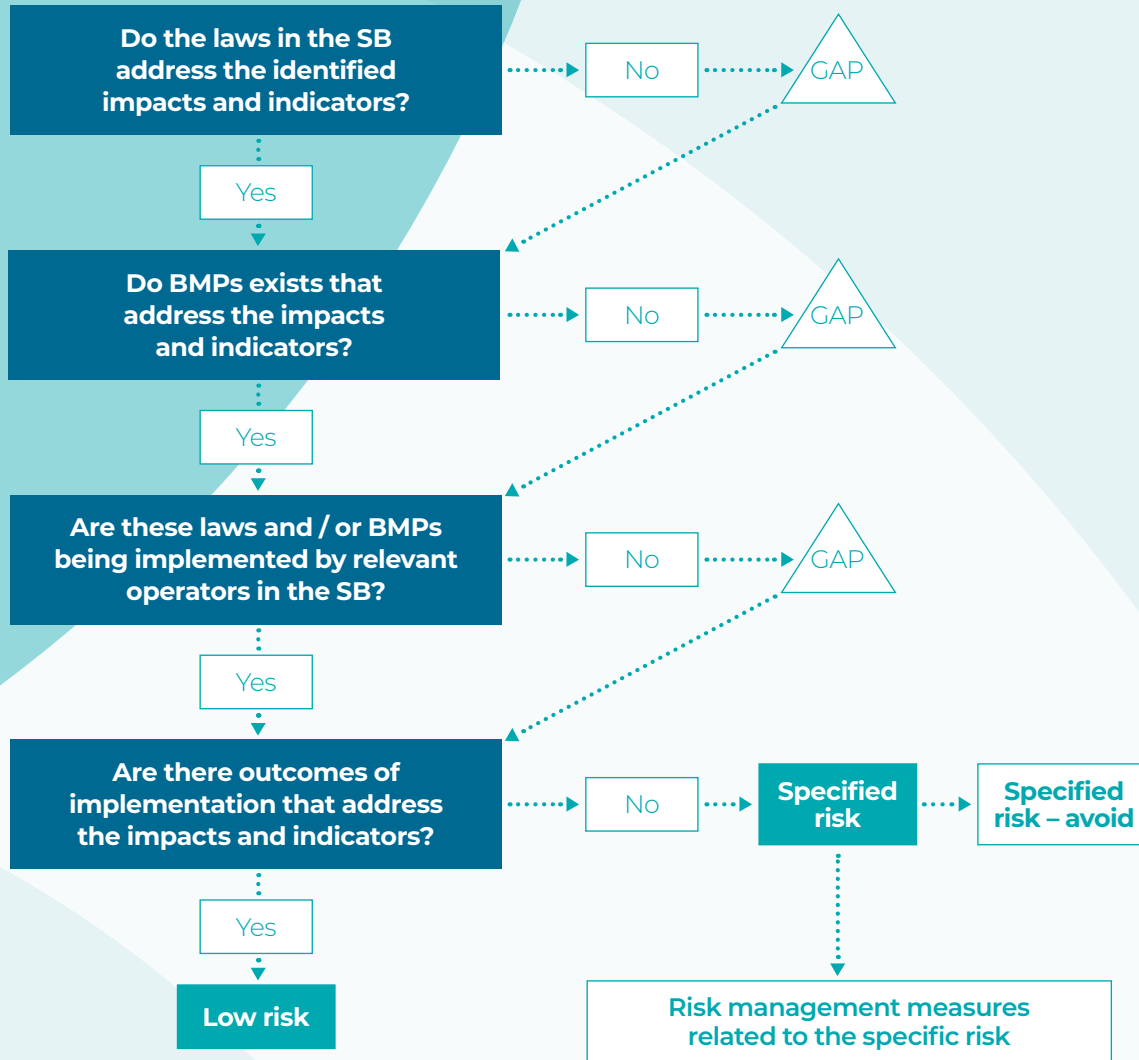 Do the laws in the SB
address the identified
impacts and indicators?
No
GAP
Yes
Do BMPs exists that
address the impacts
and indicators?
No
GAP
Yes
Are these laws and / or BMPs
being implemented by relevant
operators in the SB?
No
GAP
Yes
Are there outcomes of
implementation that address
the impacts and indicators?
No
Specified
risk
Specified
risk – avoid
Yes
Low risk
Risk management measures
related to the specific risk